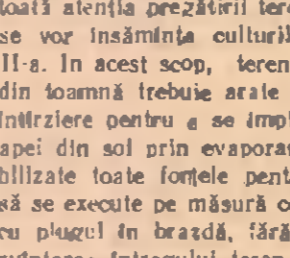 toată atenția pregătirii tere
se vor însămînța culturil
II-a. In acest scop, teren
din toamnă trebuie arate
întîrziere pentru a se împi
apei din sol prin evaporar
bilizate toate forțele pent
să se execute pe măsură c
cu plugul în brazdă, fără
întregului teren